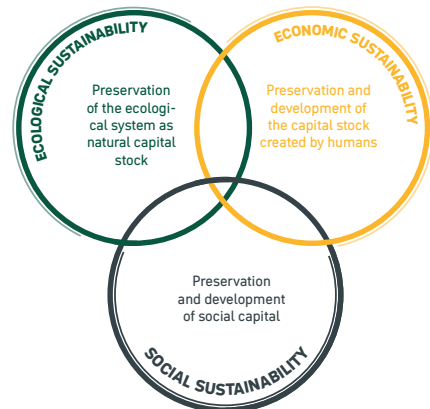 ECOLOGICAL SUSTAINABILITY
Preservation
of the ecologi-
cal system as
natural capital
stock
ECONOMIC SUSTAINABILITY
Preservation and
development of
the capital stock
created by humans
Preservation
and development
of social capital
SOCIAL SUSTAINABILITY